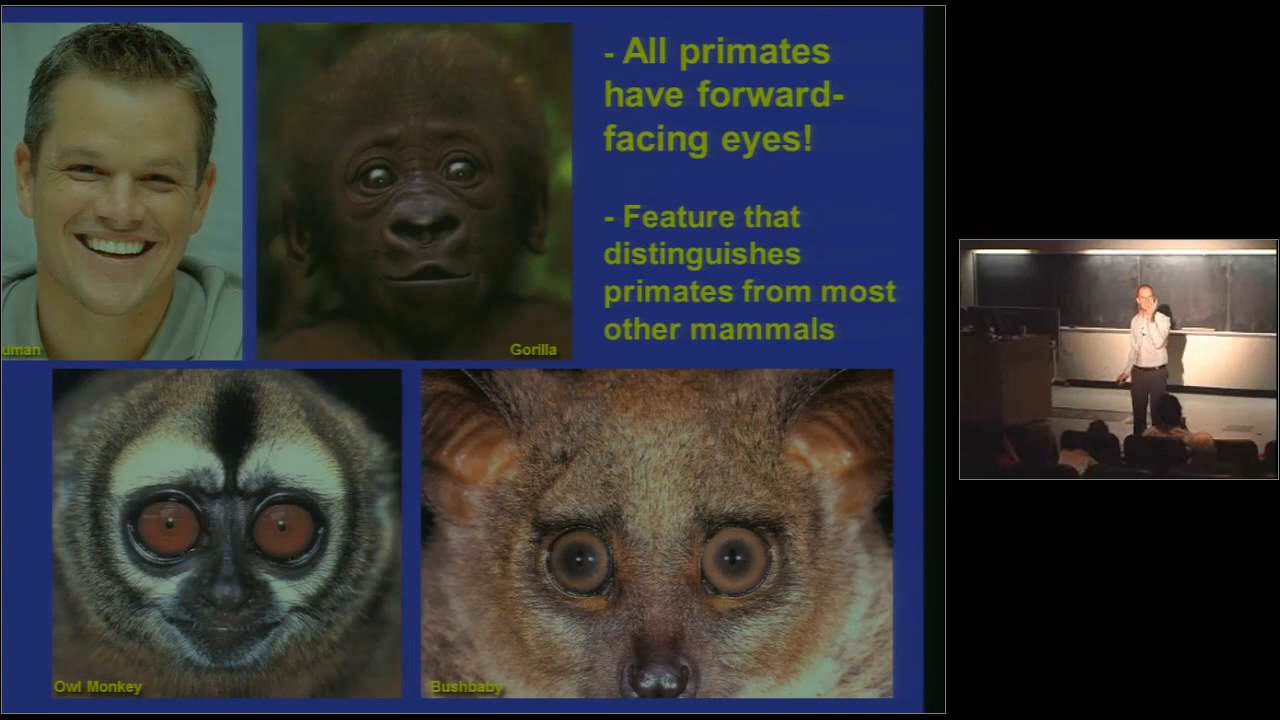 - All primates
have forward-
facing eyes!
- Feature that
distinguishes
primates from most
other mammals
uman
Gorilla
Owl Monkey
Bushbaby